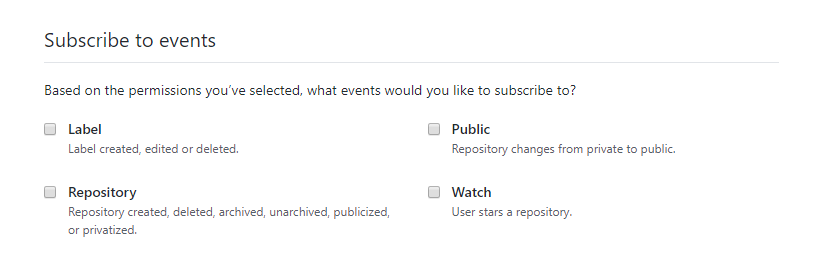 Subscribe to events
Based on the permissions you've selected, what events would you like to subscribe to?
Label
Label created, edited or deleted.
Public
Repository changes from private to public.
Repository
Repository created, deleted, archived, unarchived, publicized,
or privatized.
Watch
User stars a repository.